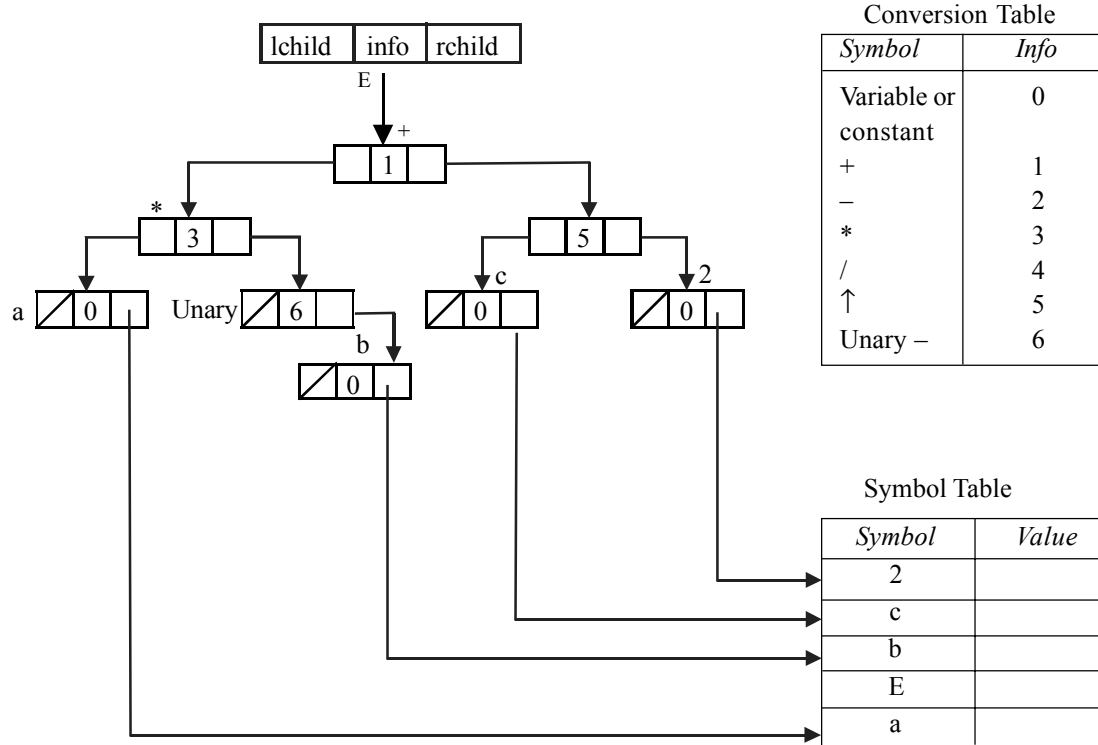 lchild info rchild
E
+
1
*
3
5
c
2
a
0
Unary
6
0
0
b
0
Conversion Table
Symbol Info
Variable or 0
constant
+ 1
– 2
* 3
/ 4
↑ 5
Unary – 6
Symbol Table
Symbol Value
2
c
b
E
a